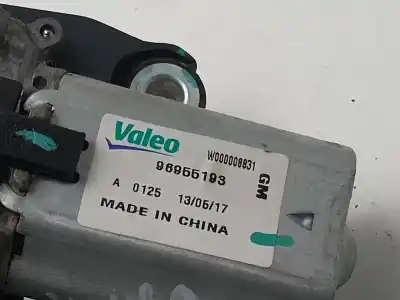 Valeo W000008831
96955193 GM
A 0125 13/05/17
MADE IN CHINA